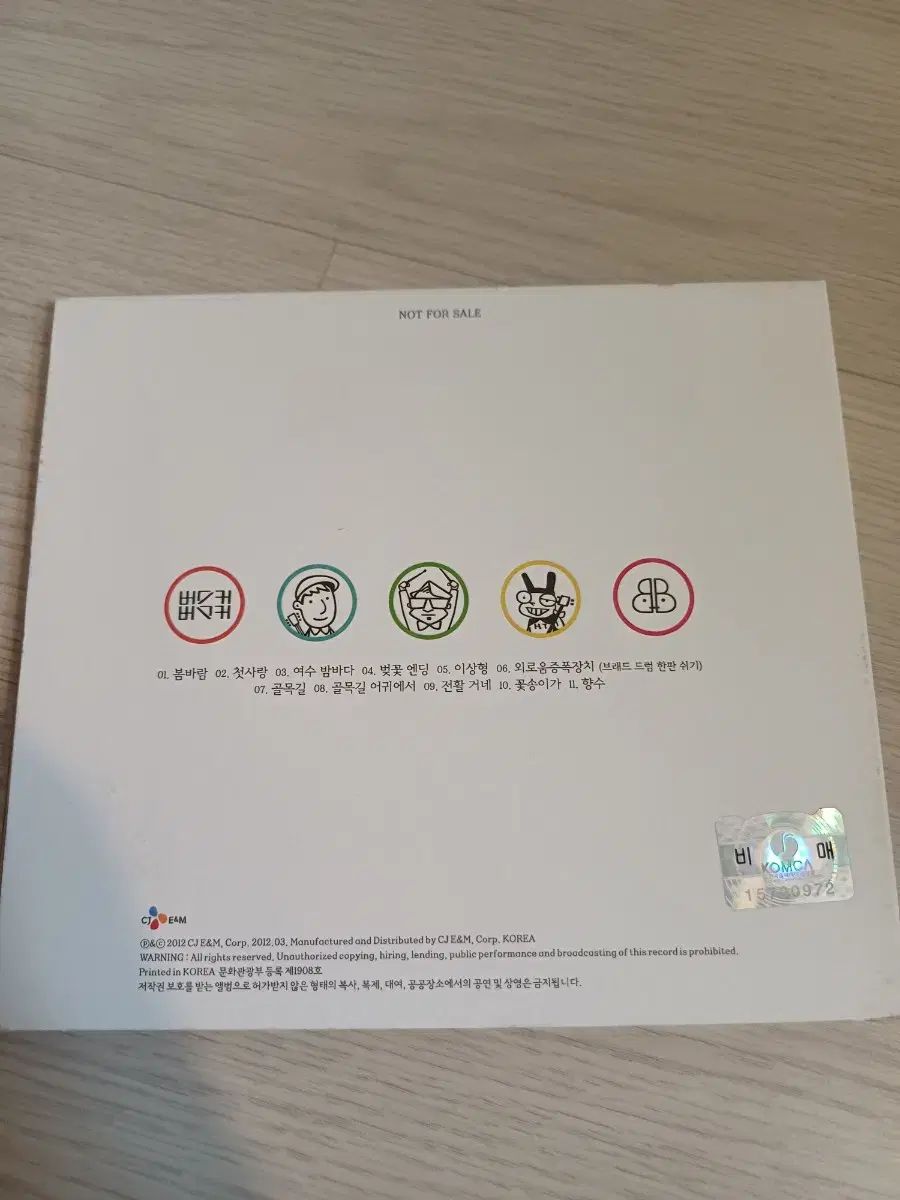 NOT FOR SALE
01. 봄바람 02. 첫사랑 03. 여수 밤바다 04. 벚꽃 엔딩 05. 이상형 06. 외로움증폭장치 (브래드 드럼 한판 쉬기)
07. 골목길 08. 골목길 어귀에서 09. 전활 거네 10. 꽃송이가 11. 향수
비 KOMCA 매
CJ E&M
Ⓟ&ⓒ 2012 CJ E&M, Corp. 2012.03. Manufactured and Distributed by CJ E&M, Corp. KOREA
WARNING : All rights reserved. Unauthorized copying, hiring, lending, public performance and broadcasting of this record is prohibited.
Printed in KOREA 문화관광부 등록 제1908호
저작권 보호를 받는 앨범으로 허가받지 않은 형태의 복사, 복제, 대여, 공공장소에서의 공연 및 상영은 금지됩니다.